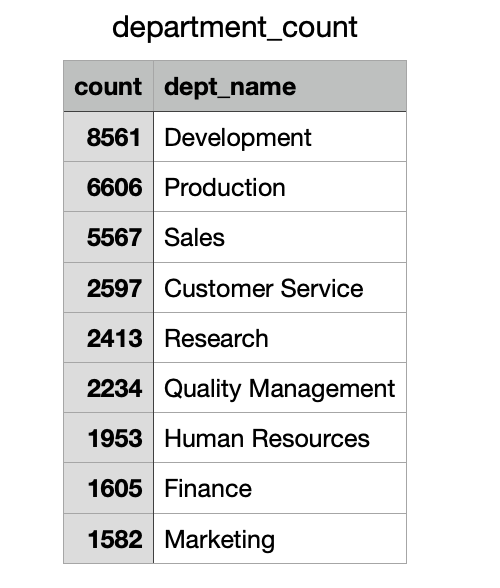 department_count
count dept_name
8561 Development
6606 Production
5567 Sales
2597 Customer Service
2413 Research
2234 Quality Management
1953 Human Resources
1605 Finance
1582 Marketing